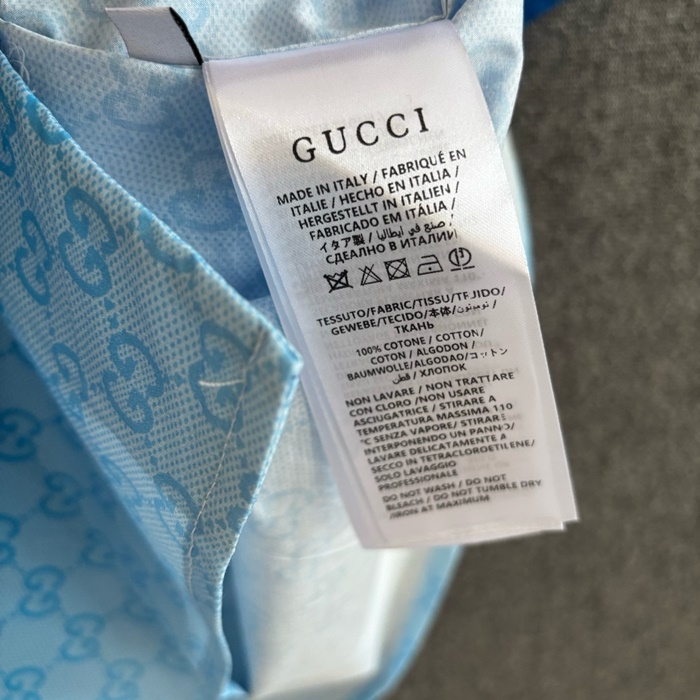 GUCCI
MADE IN ITALY / FABRIQUÉ EN
ITALIE / HECHO EN ITALIA /
HERGESTELLT IN ITALIEN /
FABRICADO EM ITÁLIA /
イタア製 / صنع في ايطاليا /
СДЕАЛНО В ИТАЛИИ
TESSUTO/FABRIC/TISSU/TEJIDO/
GEWEBE/TECIDO/本体/
ТКАНЬ
100% COTONE / COTTON /
COTON / ALGODON /
BAUMWOLLE/ALGODAO/コットン
/ قطن / ХЛОПОК
NON LAVARE / NON TRATTARE
CON CLORO /NON USARE
ASCIUGATRICE / STIRARE A
TEMPERATURA MASSIMA 110
°C SENZA VAPORE/ STIRARE
INTERPONENDO UN PANNO/
LAVARE DELICATAMENTE A
SECCO IN TETRACLOROETILENE/
SOLO LAVAGGIO
PROFESSIONALE
DO NOT WASH / DO NOT
BLEACH / DO NOT TUMBLE DRY
/IRON AT MAXIMUM